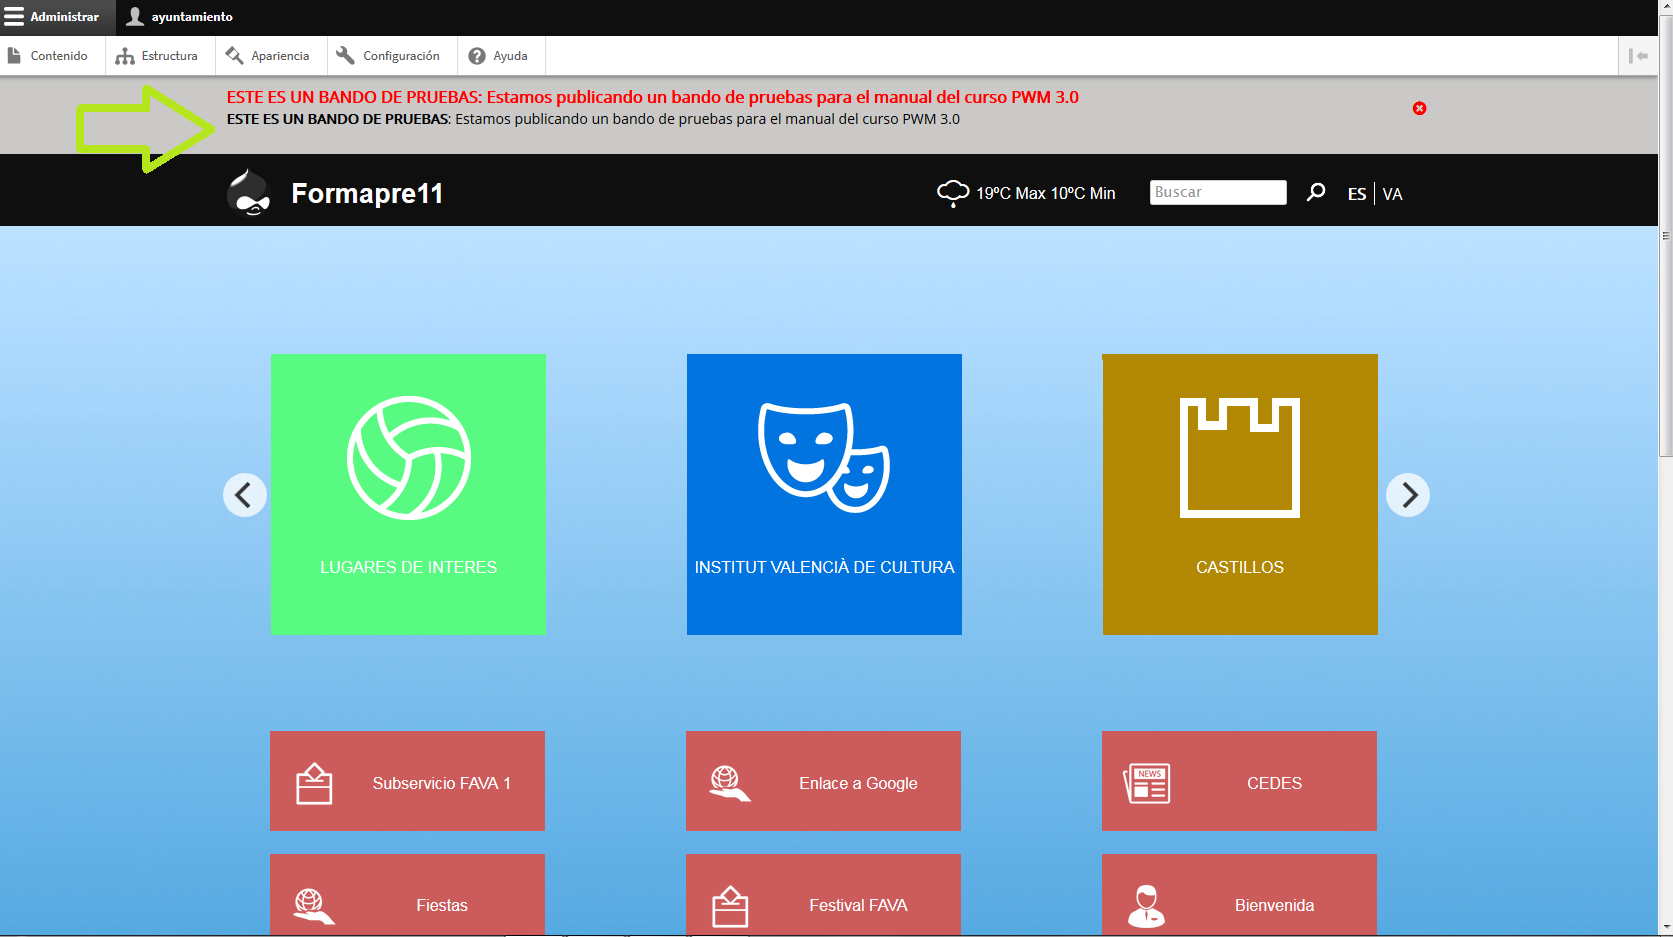 Administrar
ayuntamiento
Contenido
Estructura
Apariencia
Configuración
Ayuda
ESTE ES UN BANDO DE PRUEBAS: Estamos publicando un bando de pruebas para el manual del curso PWM 3.0
ESTE ES UN BANDO DE PRUEBAS: Estamos publicando un bando de pruebas para el manual del curso PWM 3.0
Formapre11
19ºC Max 10ºC Min
Buscar
ES
VA
LUGARES DE INTERES
INSTITUT VALENCIÀ DE CULTURA
CASTILLOS
Subservicio FAVA 1
Enlace a Google
NEWS
CEDES
Fiestas
Festival FAVA
Bienvenida